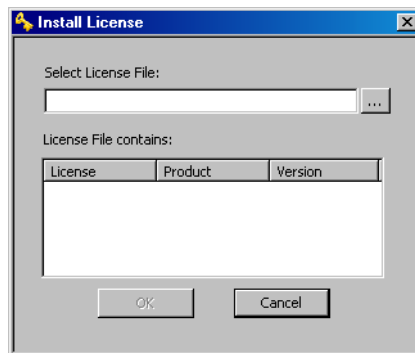 Install License
Select License File:
...
License File contains:
License Product Version
OK Cancel